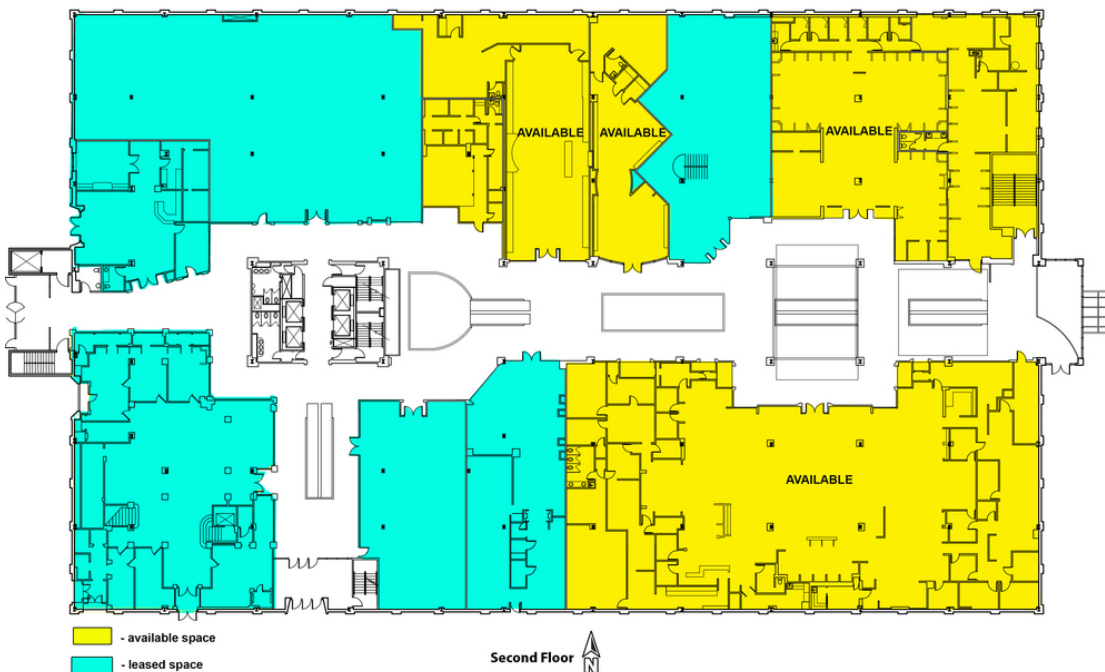 AVAILABLE
AVAILABLE
AVAILABLE
AVAILABLE
- available space
- leased space
Second Floor
N